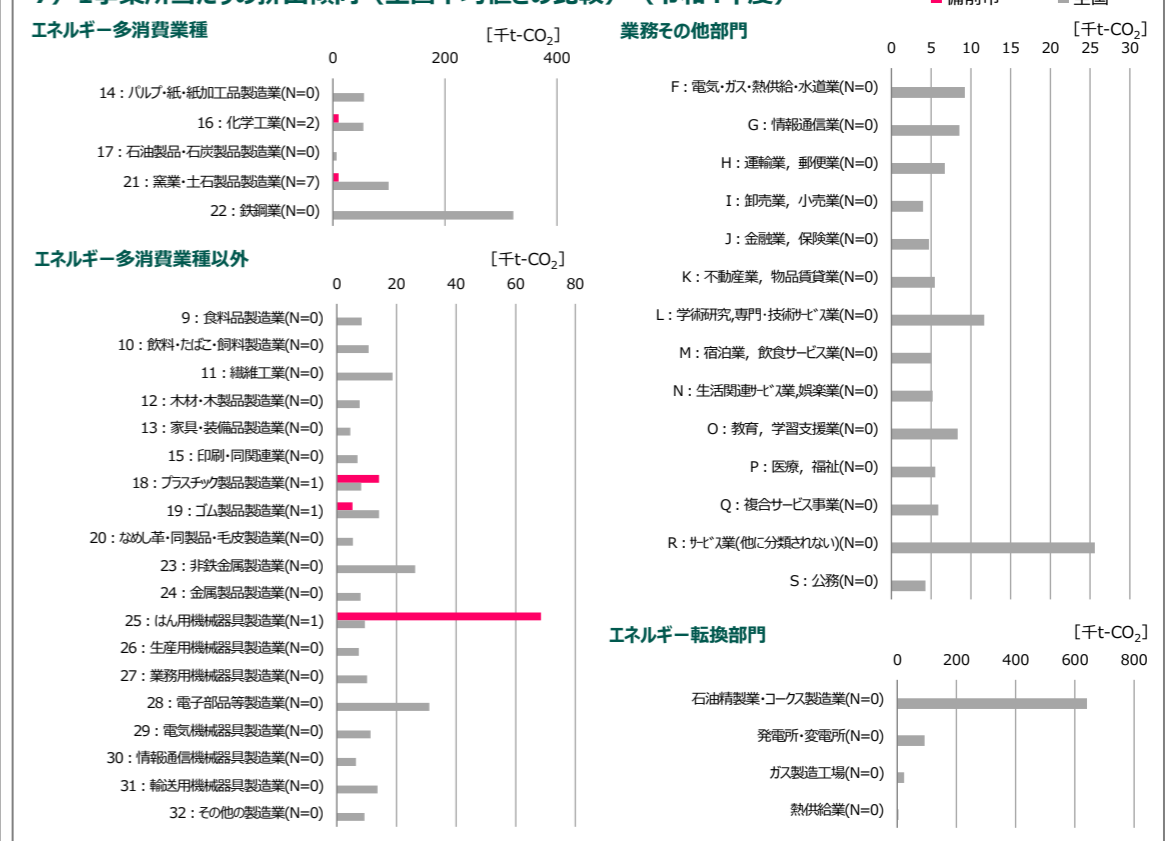 エネルギー多消費業種
[千t-CO2]
0 200 400
14：パルプ・紙・紙加工品製造業(N=0)
16：化学工業(N=2)
17：石油製品・石炭製品製造業(N=0)
21：窯業・土石製品製造業(N=7)
22：鉄鋼業(N=0)
エネルギー多消費業種以外
[千t-CO2]
0 20 40 60 80
9：食料品製造業(N=0)
10：飲料・たばこ・飼料製造業(N=0)
11：繊維工業(N=0)
12：木材・木製品製造業(N=0)
13：家具・装備品製造業(N=0)
15：印刷・同関連業(N=0)
18：プラスチック製品製造業(N=1)
19：ゴム製品製造業(N=1)
20：なめし革・同製品・毛皮製造業(N=0)
23：非鉄金属製造業(N=0)
24：金属製品製造業(N=0)
25：はん用機械器具製造業(N=1)
26：生産用機械器具製造業(N=0)
27：業務用機械器具製造業(N=0)
28：電子部品等製造業(N=0)
29：電気機械器具製造業(N=0)
30：情報通信機械器具製造業(N=0)
31：輸送用機械器具製造業(N=0)
32：その他の製造業(N=0)
業務その他部門
[千t-CO2]
0 5 10 15 20 25 30
F：電気・ガス・熱供給・水道業(N=0)
G：情報通信業(N=0)
H：運輸業，郵便業(N=0)
I：卸売業，小売業(N=0)
J：金融業，保険業(N=0)
K：不動産業，物品賃貸業(N=0)
L：学術研究,専門・技術ｻｰﾋﾞｽ業(N=0)
M：宿泊業，飲食サービス業(N=0)
N：生活関連ｻｰﾋﾞｽ業,娯楽業(N=0)
O：教育，学習支援業(N=0)
P：医療，福祉(N=0)
Q：複合サービス事業(N=0)
R：ｻｰﾋﾞｽ業(他に分類されない)(N=0)
S：公務(N=0)
エネルギー転換部門
[千t-CO2]
0 200 400 600 800
石油精製業・コークス製造業(N=0)
発電所・変電所(N=0)
ガス製造工場(N=0)
熱供給業(N=0)